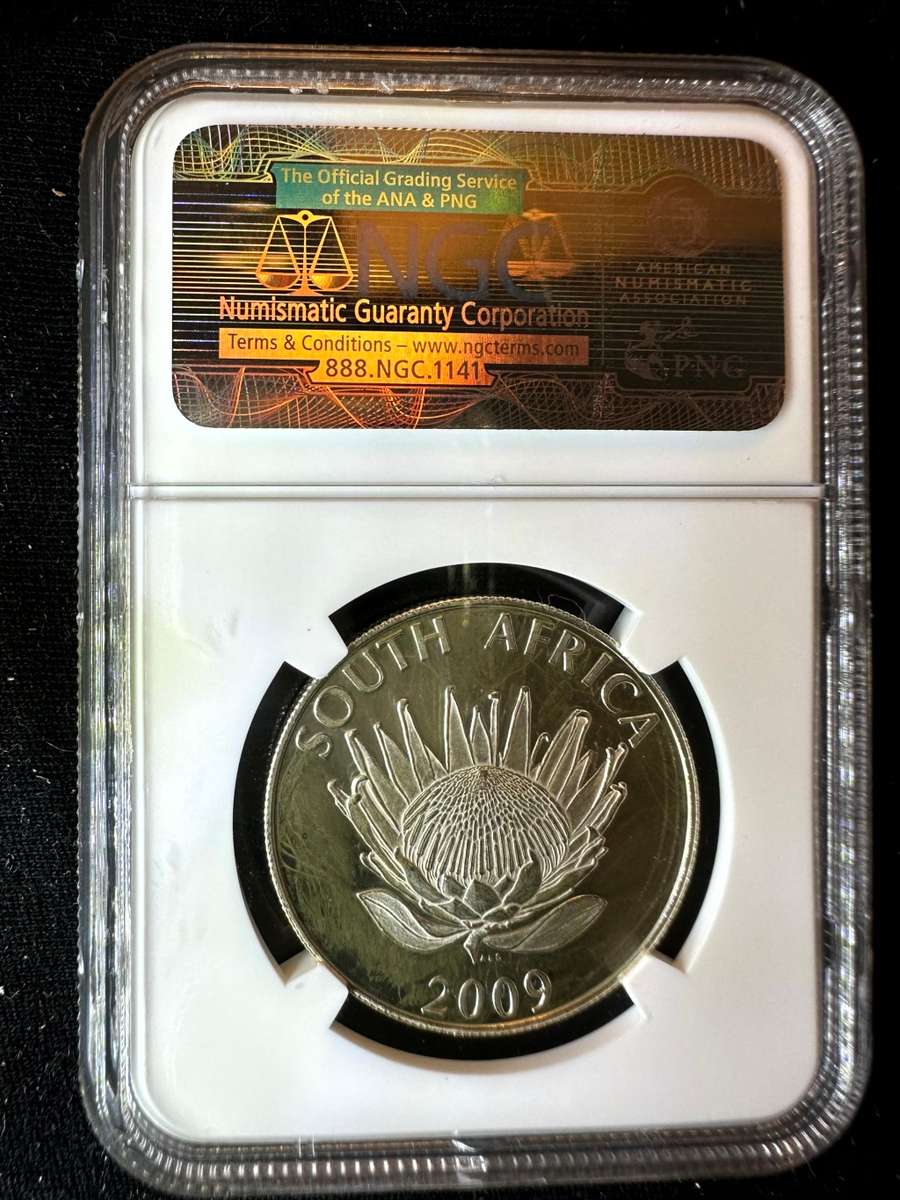 The Official Grading Service
of the ANA & PNG
NGC
Numismatic Guaranty Corporation
Terms & Conditions – www.ngcterms.com
888.NGC.1141
AMERICAN
NUMISMATIC
ASSOCIATION
PNG
SOUTH AFRICA
ALS
2009